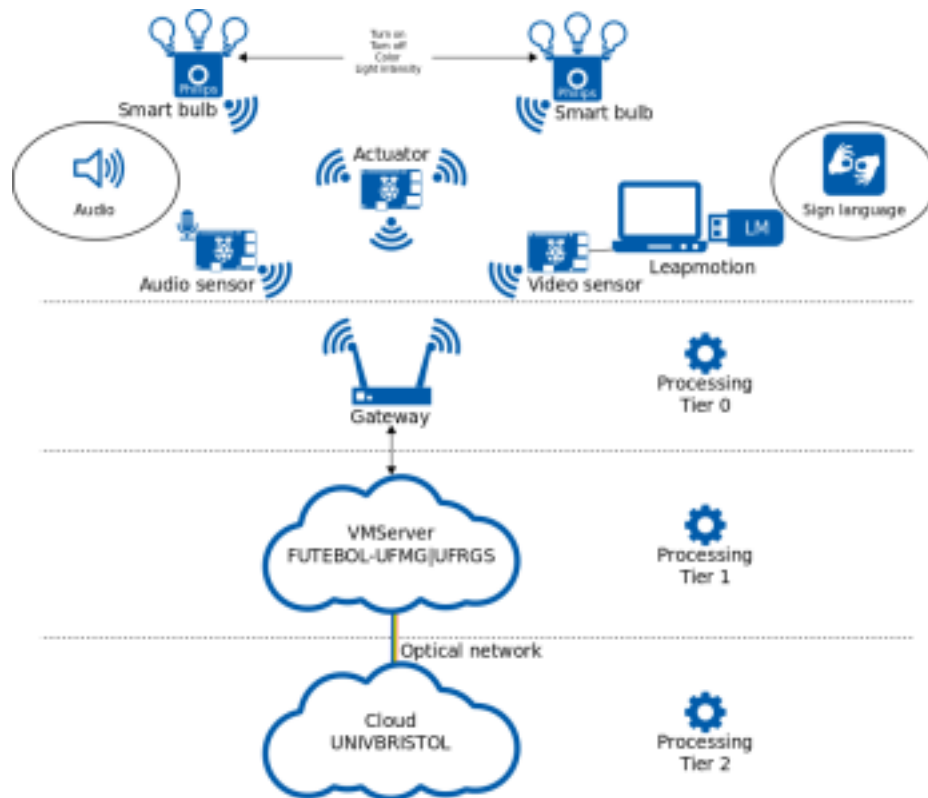 Turn on
Turn off
Color
Light intensity
Philips
Philips
Smart bulb
Smart bulb
Actuator
Audio
Sign language
LM
Audio sensor
Video sensor
Leapmotion
Gateway
Processing
Tier 0
VMServer
FUTEBOL-UFMG|UFRGS
Processing
Tier 1
Optical network
Cloud
UNIVBRISTOL
Processing
Tier 2